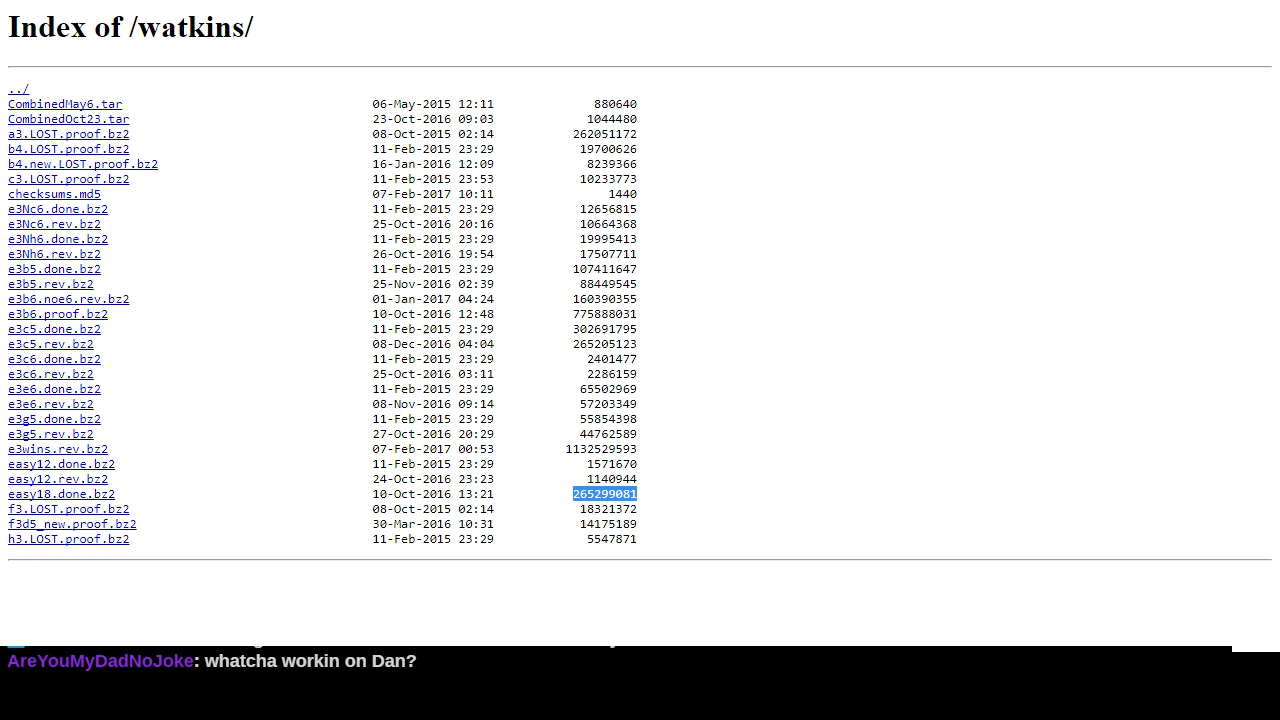 Index of /watkins/
../
CombinedMay6.tar 06-May-2015 12:11 880640
CombinedOct23.tar 23-Oct-2016 09:03 1044480
a3.LOST.proof.bz2 08-Oct-2015 02:14 262051172
b4.LOST.proof.bz2 11-Feb-2015 23:29 19700626
b4.new.LOST.proof.bz2 16-Jan-2016 12:09 8239366
c3.LOST.proof.bz2 11-Feb-2015 23:53 10233773
checksums.md5 07-Feb-2017 10:11 1440
e3Nc6.done.bz2 11-Feb-2015 23:29 12656815
e3Nc6.rev.bz2 25-Oct-2016 20:16 10664368
e3Nh6.done.bz2 11-Feb-2015 23:29 19995413
e3Nh6.rev.bz2 26-Oct-2016 19:54 17507711
e3b5.done.bz2 11-Feb-2015 23:29 107411647
e3b5.rev.bz2 25-Nov-2016 02:39 88449545
e3b6.noe6.rev.bz2 01-Jan-2017 04:24 160390355
e3b6.proof.bz2 10-Oct-2016 12:48 775888031
e3c5.done.bz2 11-Feb-2015 23:29 302691795
e3c5.rev.bz2 08-Dec-2016 04:04 265205123
e3c6.done.bz2 11-Feb-2015 23:29 2401477
e3c6.rev.bz2 25-Oct-2016 03:11 2286159
e3e6.done.bz2 11-Feb-2015 23:29 65502969
e3e6.rev.bz2 08-Nov-2016 09:14 57203349
e3g5.done.bz2 11-Feb-2015 23:29 55854398
e3g5.rev.bz2 27-Oct-2016 20:29 44762589
e3wins.rev.bz2 07-Feb-2017 00:53 1132529593
easy12.done.bz2 11-Feb-2015 23:29 1571670
easy12.rev.bz2 24-Oct-2016 23:23 1140944
easy18.done.bz2 10-Oct-2016 13:21 265299081
f3.LOST.proof.bz2 08-Oct-2015 02:14 18321372
f3d5_new.proof.bz2 30-Mar-2016 10:31 14175189
h3.LOST.proof.bz2 11-Feb-2015 23:29 5547871
AreYouMyDadNoJoke: whatcha workin on Dan?